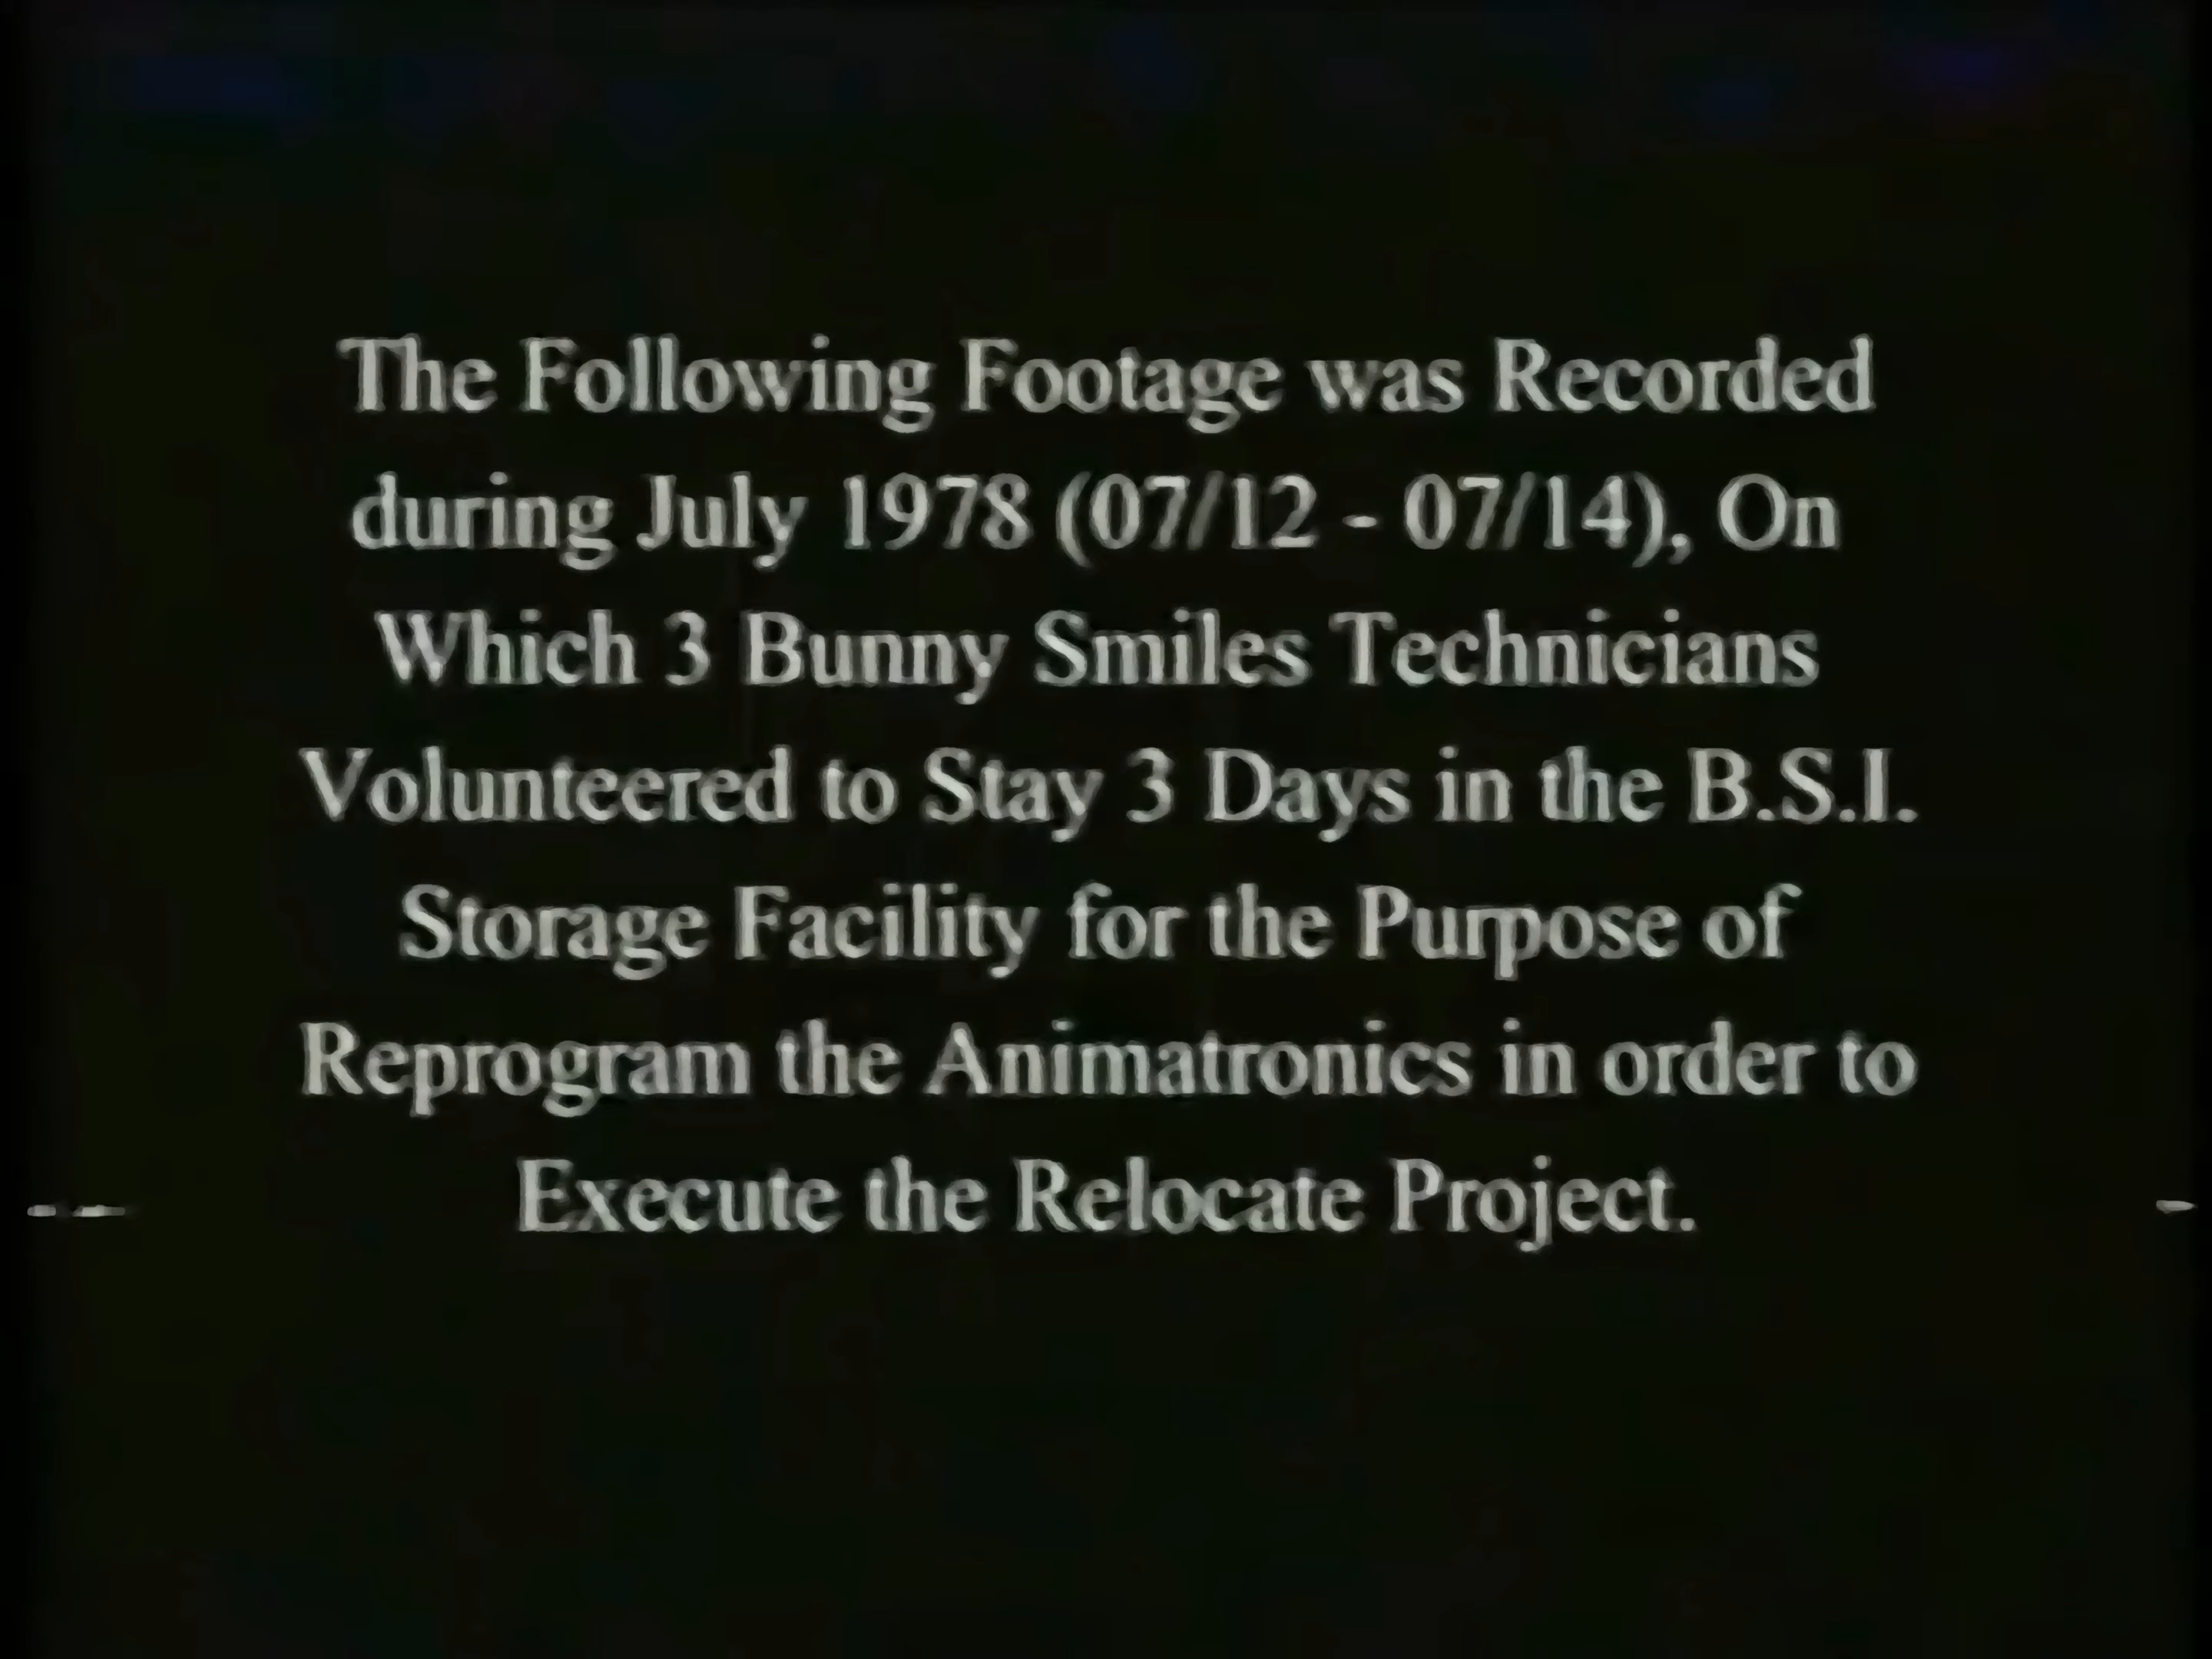 The Following Footage was Recorded
during July 1978 (07/12 - 07/14), On
Which 3 Bunny Smiles Technicians
Volunteered to Stay 3 Days in the B.S.I.
Storage Facility for the Purpose of
Reprogram the Animatronics in order to
Execute the Relocate Project.